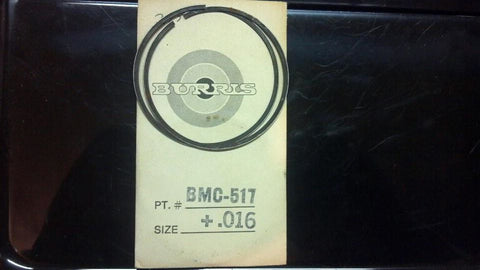 BURRIS
PT. # BMC-517
SIZE +.016